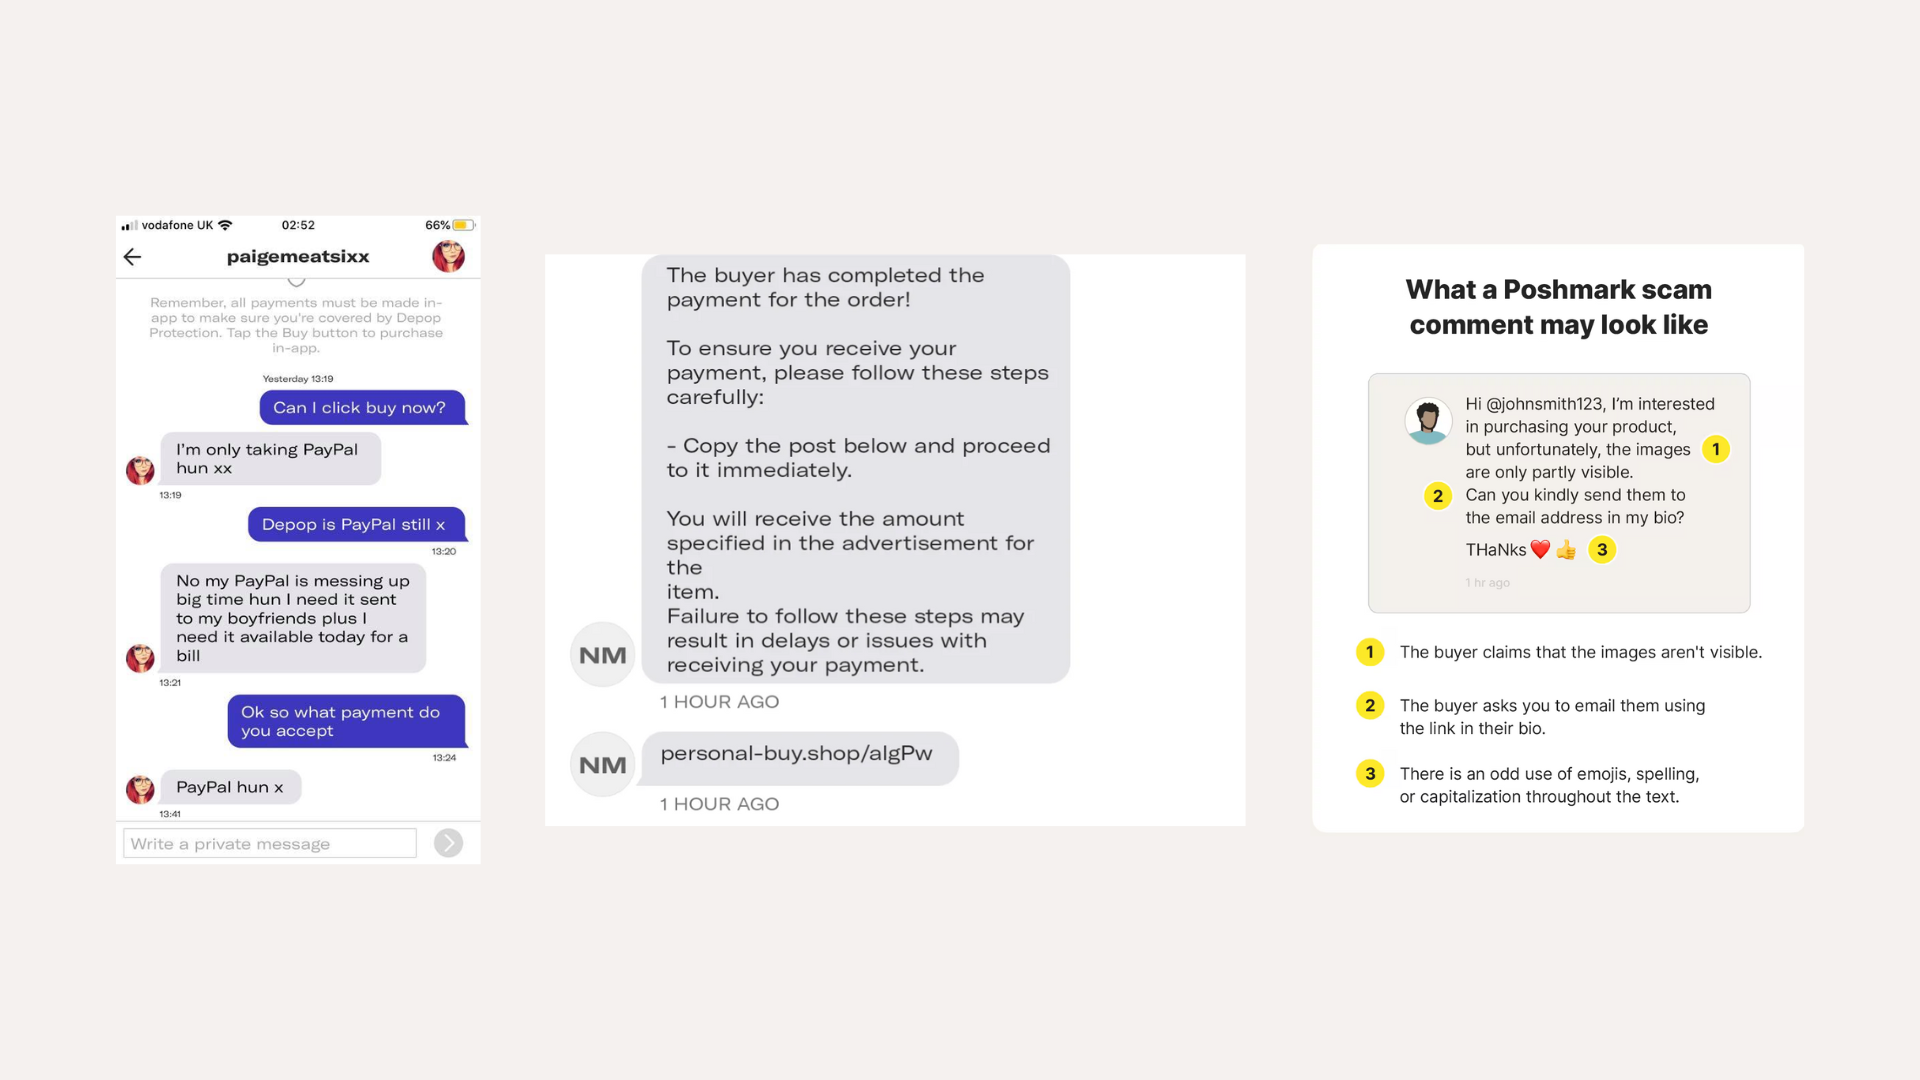 vodafone UK
02:52
66%
paigemeatsixx
Remember, all payments must be made in-
app to make sure you're covered by Depop
Protection. Tap the Buy button to purchase
in-app.
Yesterday 13:19
Can I click buy now?
I'm only taking PayPal
hun xx
13:19
Depop is PayPal still x
13:20
No my PayPal is messing up
big time hun I need it sent
to my boyfriends plus I
need it available today for a
bill
13:21
Ok so what payment do
you accept
13:24
PayPal hun x
13:41
Write a private message
The buyer has completed the
payment for the order!
To ensure you receive your
payment, please follow these steps
carefully:
- Copy the post below and proceed
to it immediately.
You will receive the amount
specified in the advertisement for
the
item.
Failure to follow these steps may
result in delays or issues with
receiving your payment.
NM
1 HOUR AGO
NM
personal-buy.shop/algPw
1 HOUR AGO
What a Poshmark scam
comment may look like
Hi @johnsmith123, I'm interested
in purchasing your product,
but unfortunately, the images
1
are only partly visible.
2
Can you kindly send them to
the email address in my bio?
THaNks❤️👍
3
1 hr ago
1 The buyer claims that the images aren't visible.
2 The buyer asks you to email them using
the link in their bio.
3 There is an odd use of emojis, spelling,
or capitalization throughout the text.